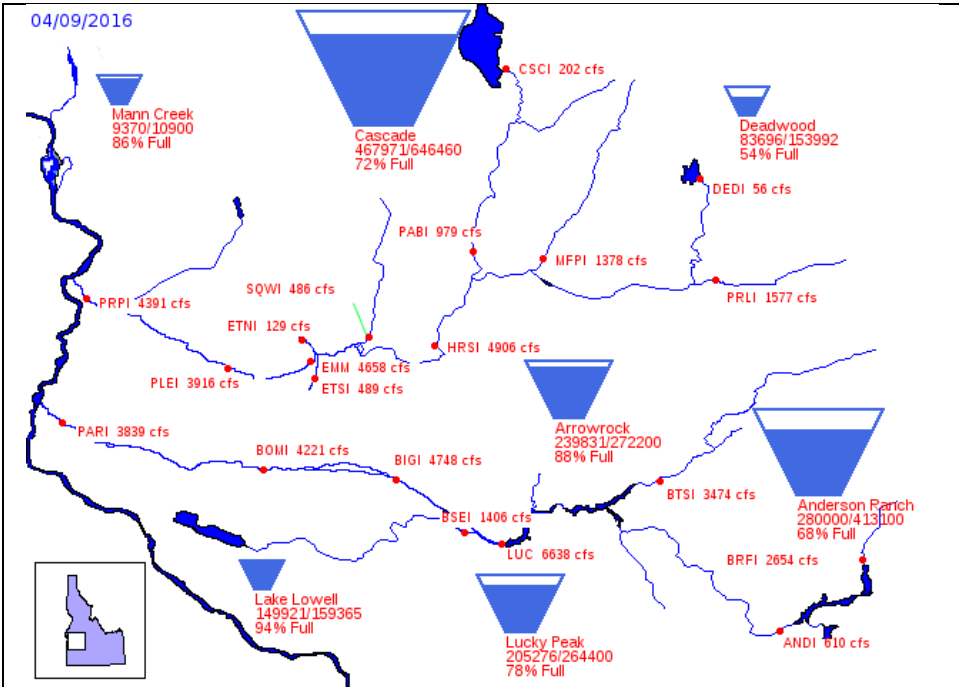 04/09/2016
CSCI 202 cfs
Mann Creek
9370/10900
86% Full
Cascade
467971/646460
72% Full
Deadwood
83696/153992
54% Full
DEDI 56 cfs
PABI 979 cfs
MFPI 1378 cfs
SQWI 486 cfs
PRLI 1577 cfs
PRPI 4391 cfs
ETNI 129 cfs
HRSI 4906 cfs
EMM 4658 cfs
PLEI 3916 cfs
ETSI 489 cfs
Arrowrock
239831/272200
88% Full
PARI 3839 cfs
BOMI 4221 cfs
BIGI 4748 cfs
BTSI 3474 cfs
Anderson Ranch
280000/413100
68% Full
BSEI 1406 cfs
LUC 6638 cfs
BRFI 2654 cfs
Lake Lowell
149921/159365
94% Full
Lucky Peak
205276/264400
78% Full
ANDI 610 cfs